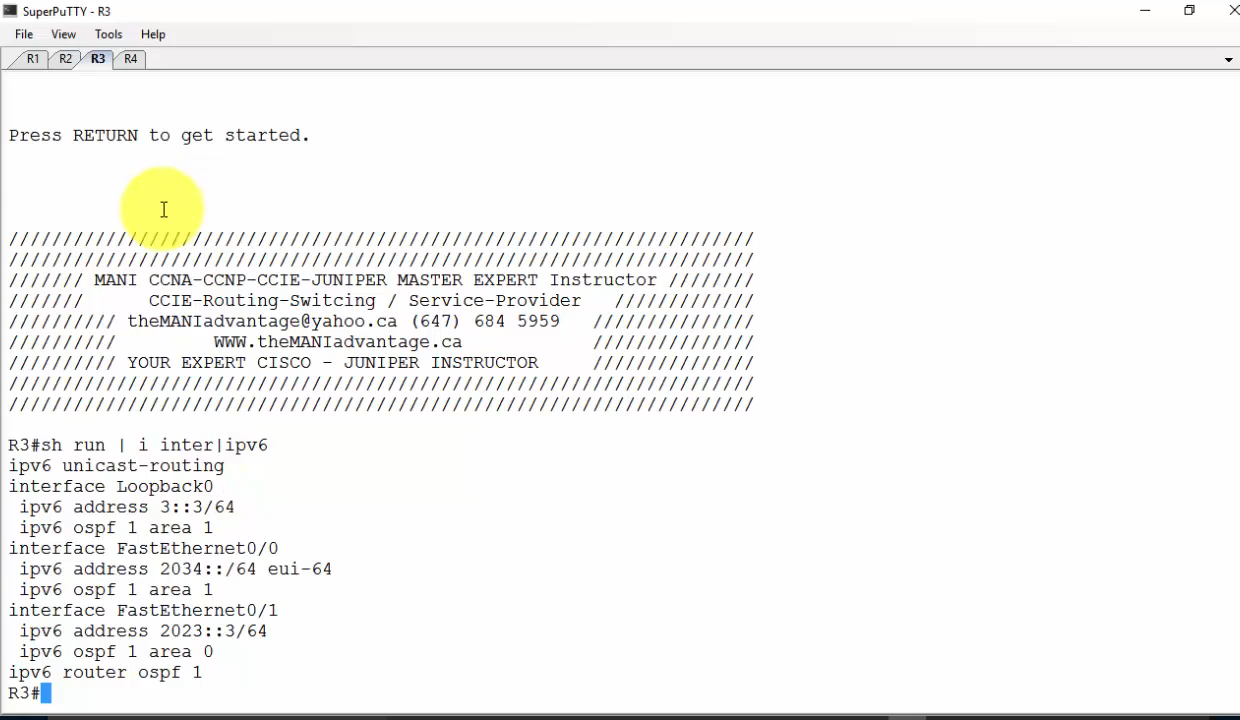 SuperPuTTY - R3
File View Tools Help
R1 R2 R3 R4
Press RETURN to get started.
/////////////////////////////////////////////////////////////////////
/////////////////////////////////////////////////////////////////////
/////// MANI CCNA-CCNP-CCIE-JUNIPER MASTER EXPERT Instructor ////////
/////// CCIE-Routing-Switcing / Service-Provider /////////////
////////// theMANIadvantage@yahoo.ca (647) 684 5959 ///////////////
////////// WWW.theMANIadvantage.ca ///////////////
////////// YOUR EXPERT CISCO - JUNIPER INSTRUCTOR ///////////////
/////////////////////////////////////////////////////////////////////
/////////////////////////////////////////////////////////////////////
R3#sh run | i inter|ipv6
ipv6 unicast-routing
interface Loopback0
ipv6 address 3::3/64
ipv6 ospf 1 area 1
interface FastEthernet0/0
ipv6 address 2034::/64 eui-64
ipv6 ospf 1 area 1
interface FastEthernet0/1
ipv6 address 2023::3/64
ipv6 ospf 1 area 0
ipv6 router ospf 1
R3#